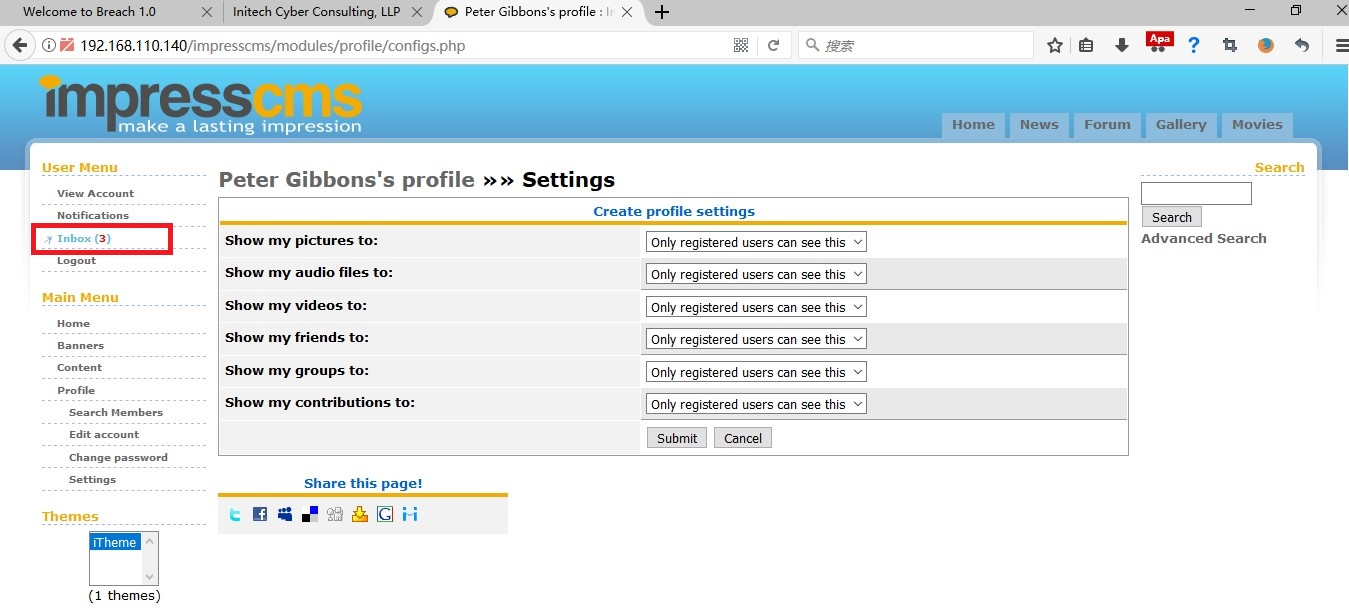 Welcome to Breach 1.0
Initech Cyber Consulting, LLP
Peter Gibbons's profile : In
192.168.110.140/impresscms/modules/profile/configs.php
搜索
Apa
impresscms
make a lasting impression
Home
News
Forum
Gallery
Movies
User Menu
View Account
Notifications
Inbox (3)
Logout
Main Menu
Home
Banners
Content
Profile
Search Members
Edit account
Change password
Settings
Themes
iTheme
(1 themes)
Peter Gibbons's profile »» Settings
Create profile settings
Show my pictures to: Only registered users can see this
Show my audio files to: Only registered users can see this
Show my videos to: Only registered users can see this
Show my friends to: Only registered users can see this
Show my groups to: Only registered users can see this
Show my contributions to: Only registered users can see this
Submit Cancel
Share this page!
Search
Search
Advanced Search